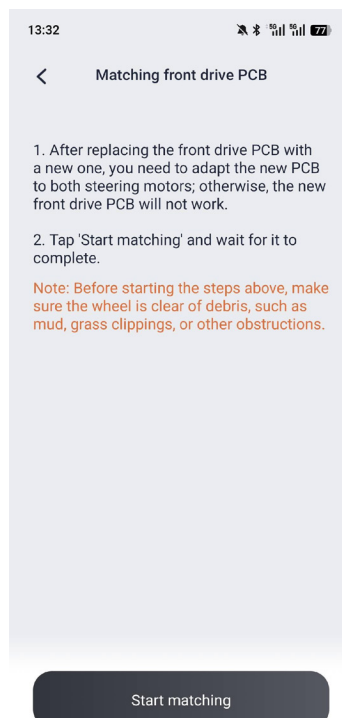 13:32
5G 5G 77
Matching front drive PCB
1. After replacing the front drive PCB with
a new one, you need to adapt the new PCB
to both steering motors; otherwise, the new
front drive PCB will not work.
2. Tap 'Start matching' and wait for it to
complete.
Note: Before starting the steps above, make
sure the wheel is clear of debris, such as
mud, grass clippings, or other obstructions.
Start matching